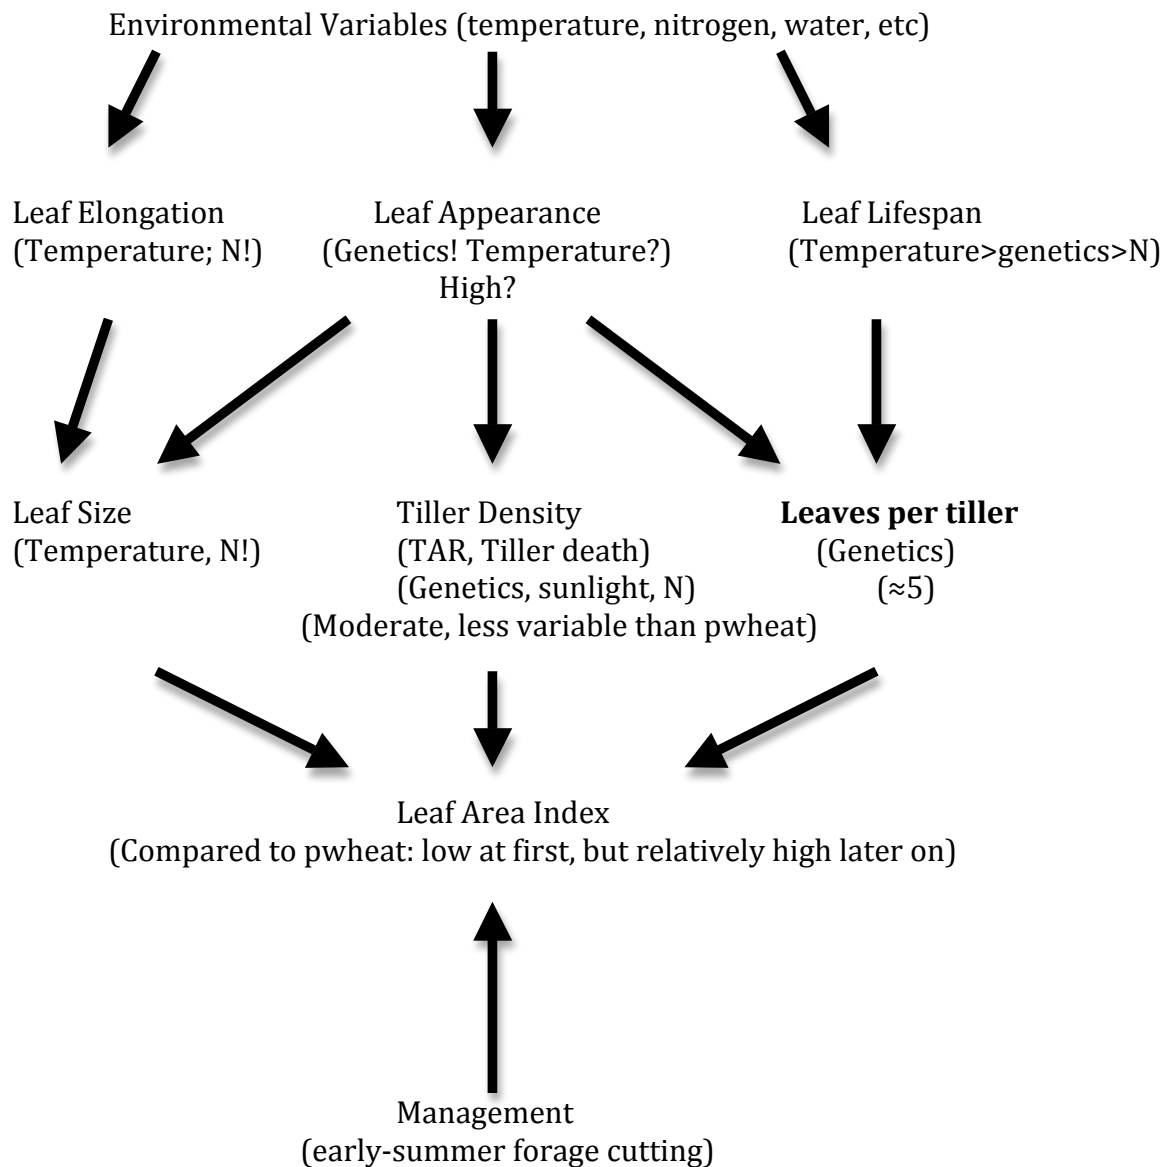 Environmental Variables (temperature, nitrogen, water, etc)
Leaf Elongation
(Temperature; N!)
Leaf Appearance
(Genetics! Temperature?)
High?
Leaf Lifespan
(Temperature>genetics>N)
Leaf Size
(Temperature, N!)
Tiller Density
(TAR, Tiller death)
(Genetics, sunlight, N)
(Moderate, less variable than pwheat)
Leaves per tiller
(Genetics)
(≈5)
Leaf Area Index
(Compared to pwheat: low at first, but relatively high later on)
Management
(early-summer forage cutting)